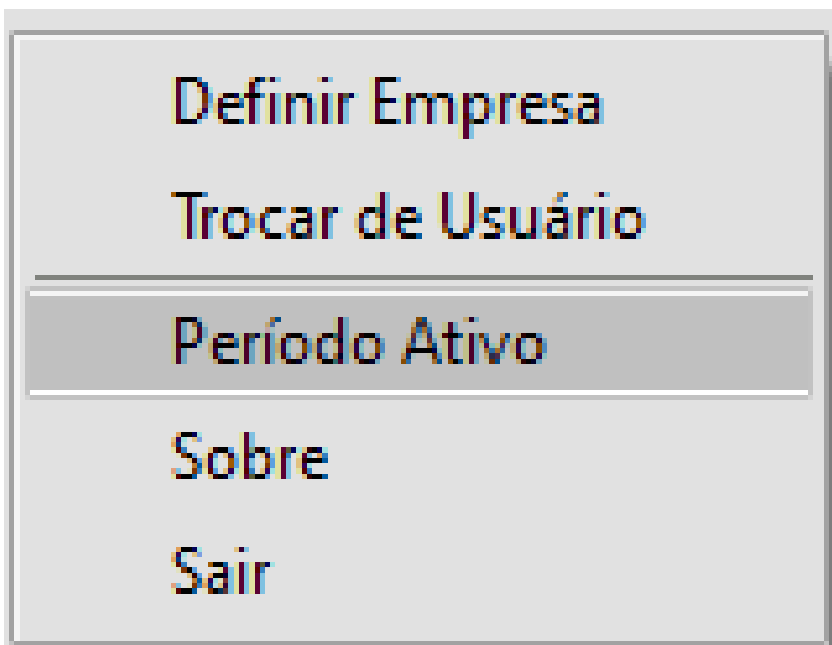 Definir Empresa
Trocar de Usuário
Período Ativo
Sobre
Sair